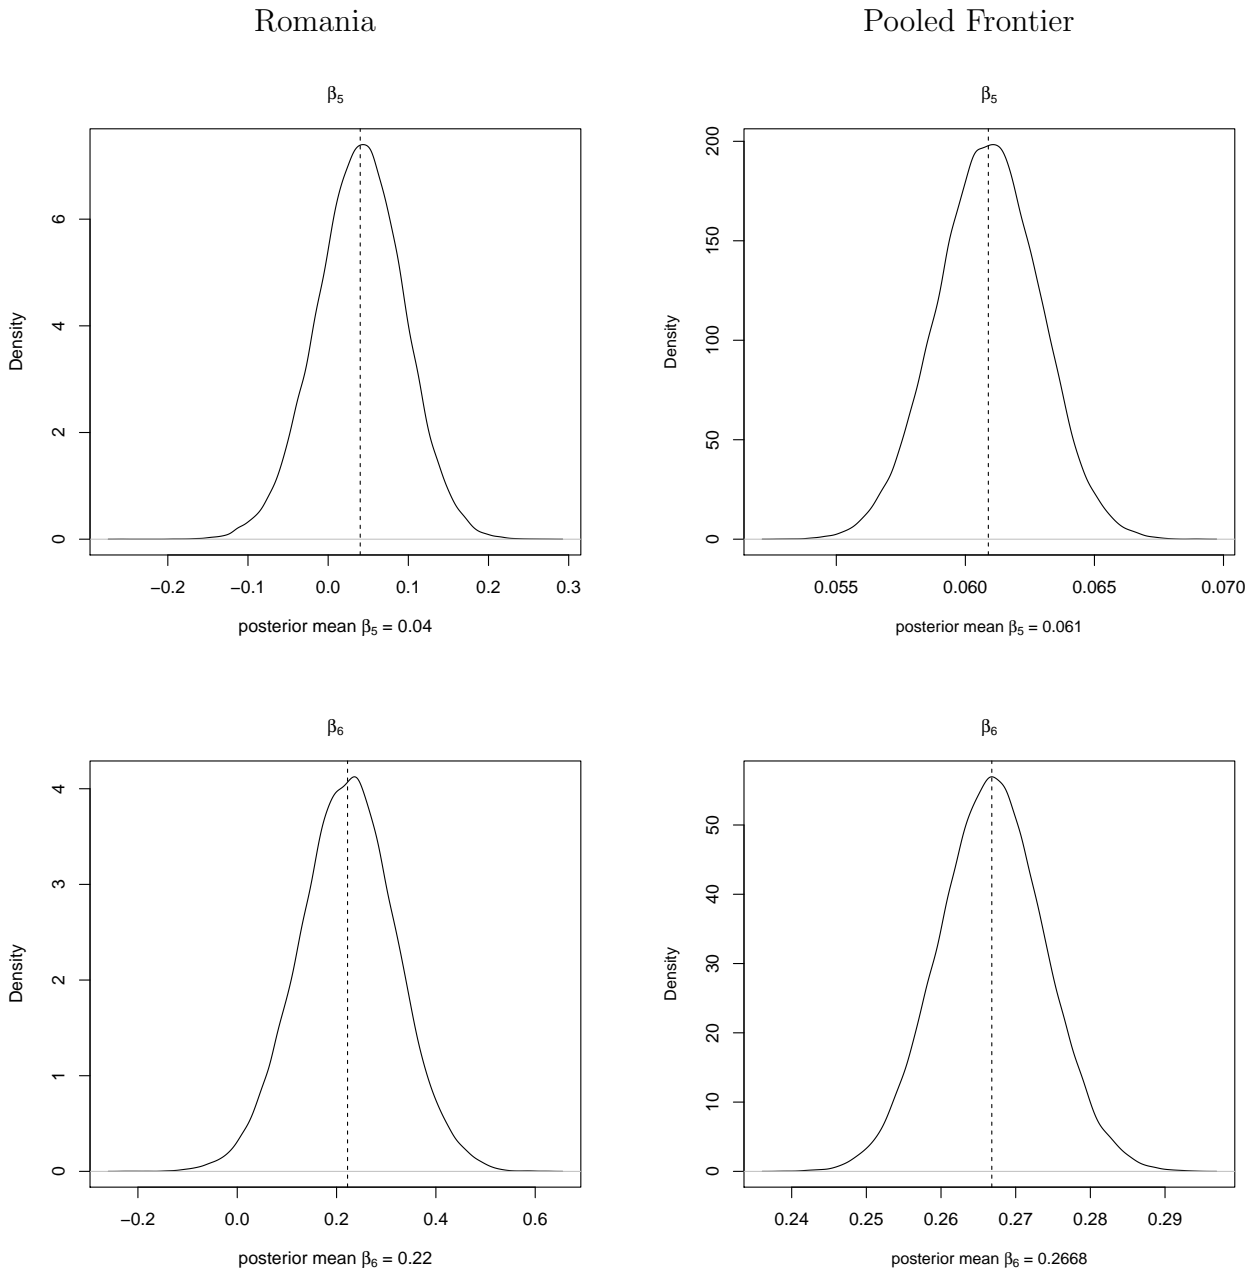 Romania
Pooled Frontier
β5
Density
0 2 4 6
−0.2 −0.1 0.0 0.1 0.2 0.3
posterior mean β5 = 0.04
β5
Density
0 50 100 150 200
0.055 0.060 0.065 0.070
posterior mean β5 = 0.061
β6
Density
0 1 2 3 4
−0.2 0.0 0.2 0.4 0.6
posterior mean β6 = 0.22
β6
Density
0 10 20 30 40 50
0.24 0.25 0.26 0.27 0.28 0.29
posterior mean β6 = 0.2668